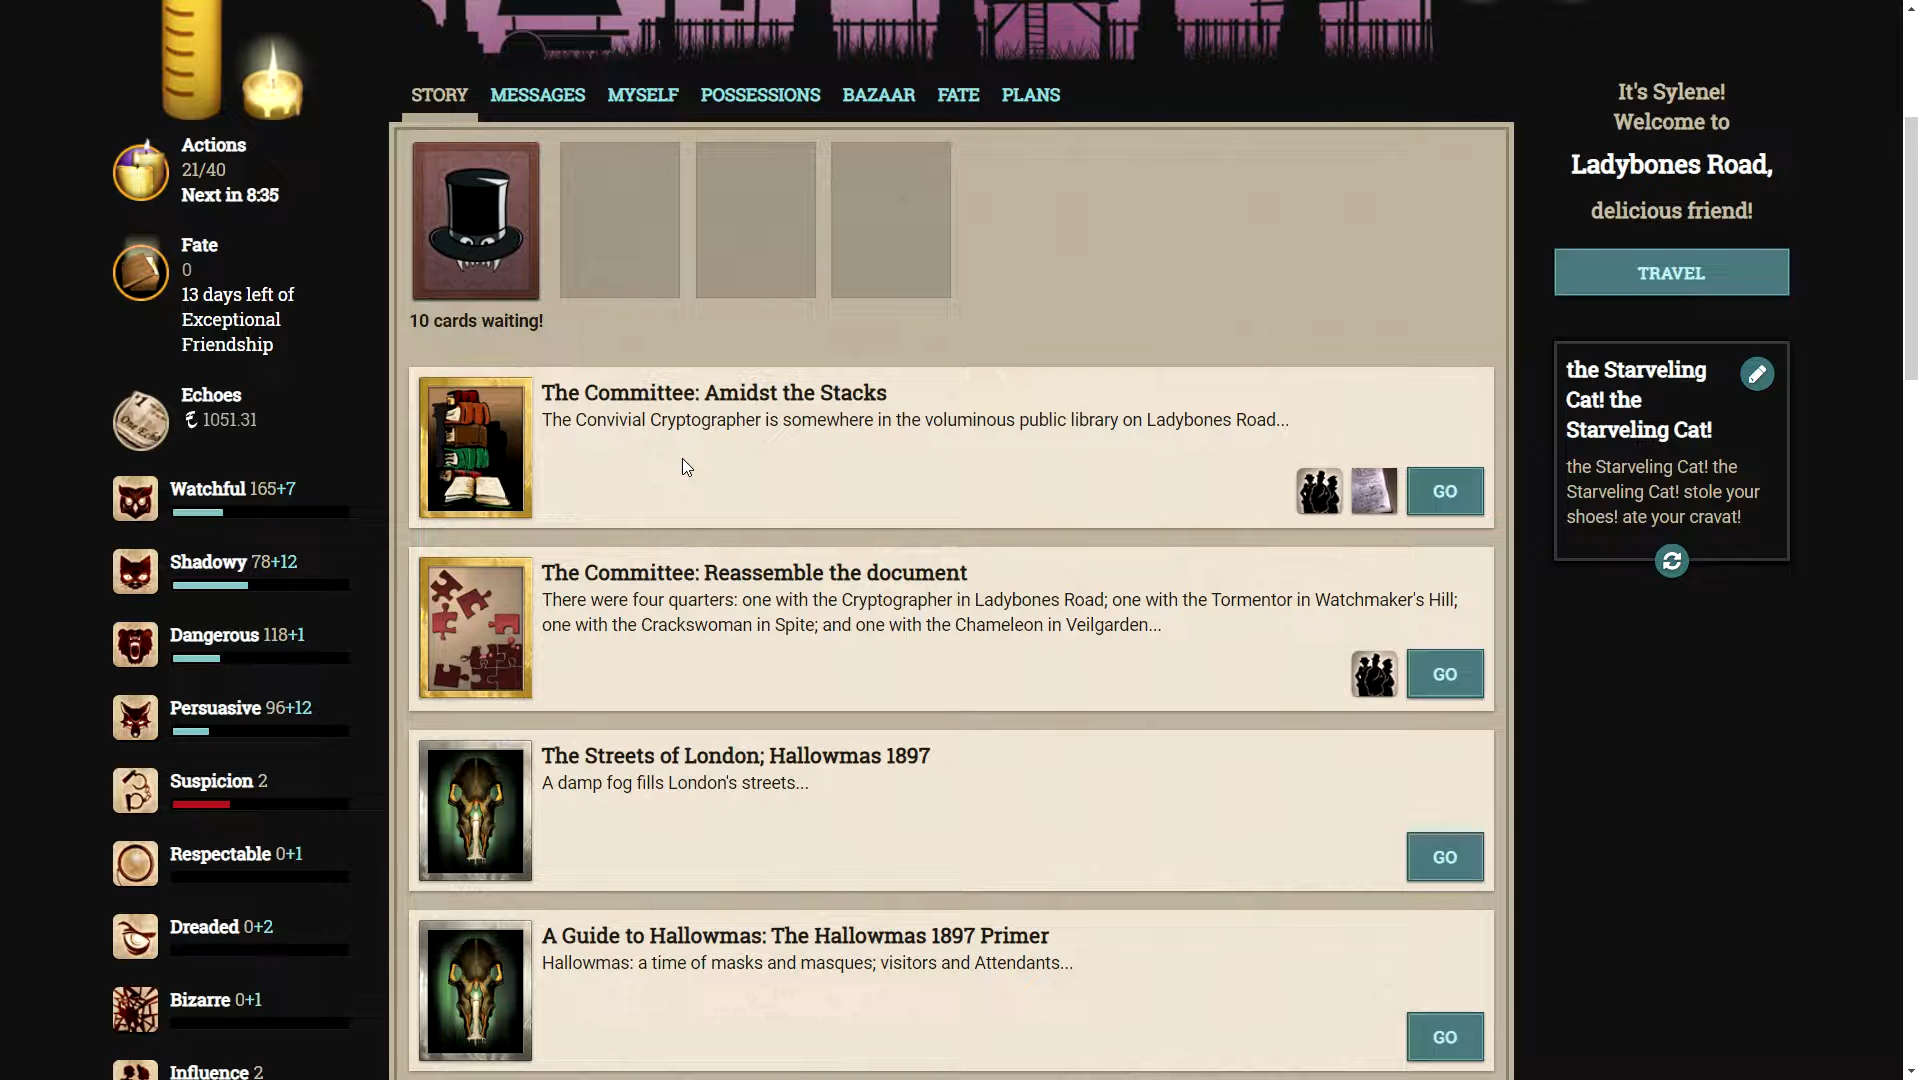 STORY MESSAGES MYSELF POSSESSIONS BAZAAR FATE PLANS
Actions
21/40
Next in 8:35
Fate
0
13 days left of
Exceptional
Friendship
Echoes
1051.31
Watchful 165+7
Shadowy 78+12
Dangerous 118+1
Persuasive 96+12
Suspicion 2
Respectable 0+1
Dreaded 0+2
Bizarre 0+1
Influence 2
10 cards waiting!
The Committee: Amidst the Stacks
The Convivial Cryptographer is somewhere in the voluminous public library on Ladybones Road...
GO
The Committee: Reassemble the document
There were four quarters: one with the Cryptographer in Ladybones Road; one with the Tormentor in Watchmaker's Hill;
one with the Crackswoman in Spite; and one with the Chameleon in Veilgarden...
GO
The Streets of London; Hallowmas 1897
A damp fog fills London's streets...
GO
A Guide to Hallowmas: The Hallowmas 1897 Primer
Hallowmas: a time of masks and masques; visitors and Attendants...
GO
It's Sylene!
Welcome to
Ladybones Road,
delicious friend!
TRAVEL
the Starveling
Cat! the
Starveling Cat!
the Starveling Cat! the
Starveling Cat! stole your
shoes! ate your cravat!